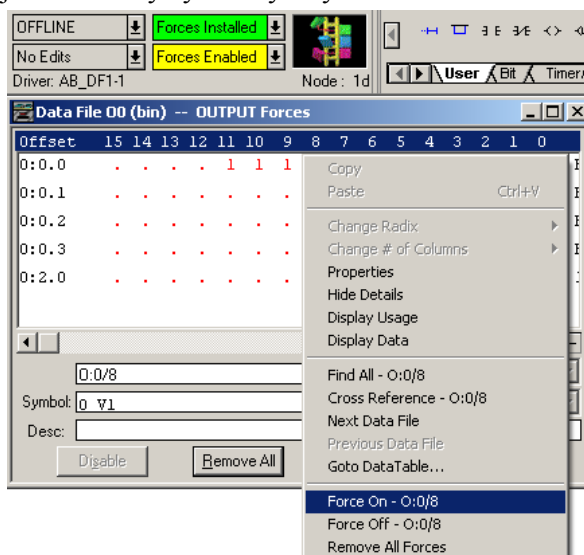 OFFLINE Forces Installed
No Edits Forces Enabled
Driver: AB_DF1-1 Node : 1d
User Bit Timer
Data File O0 (bin) -- OUTPUT Forces
Offset 15 14 13 12 11 10 9 8 7 6 5 4 3 2 1 0
O:0.0 . . . . 1 1 1
O:0.1 . . . . . . .
O:0.2 . . . . . . .
O:0.3 . . . . . . .
O:2.0 . . . . . . .
O:0/8
Symbol: O_V1
Desc:
Disable Remove All
Copy
Paste Ctrl+V
Change Radix
Change # of Columns
Properties
Hide Details
Display Usage
Display Data
Find All - O:0/8
Cross Reference - O:0/8
Next Data File
Previous Data File
Goto DataTable...
Force On - O:0/8
Force Off - O:0/8
Remove All Forces